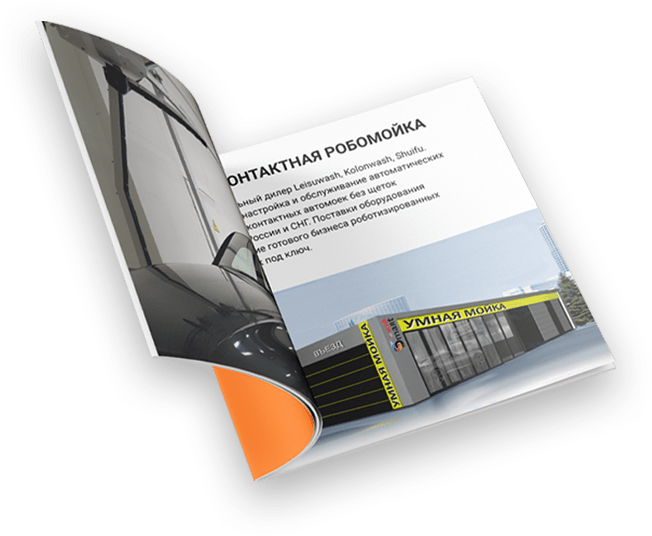 ОНТАКТНАЯ РОБОМОЙКА
ьный дилер Leisuwash, Kolonwash, Shuifu.
настройка и обслуживание автоматических
контактных автомоек без щеток
России и СНГ. Поставки оборудования
ие готового бизнеса роботизированных
к под ключ.
УМНАЯ МОЙКА
ВЪЕЗД
УМНАЯ МОЙКА